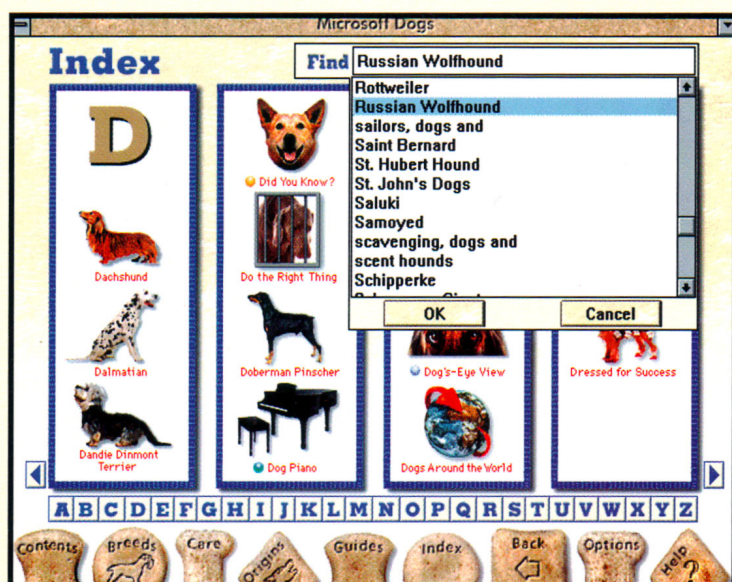 Microsoft Dogs
Index
Find
Russian Wolfhound
Rottweiler
Russian Wolfhound
sailors, dogs and
Saint Bernard
St. Hubert Hound
St. John's Dogs
Saluki
Samoyed
scavenging, dogs and
scent hounds
Schipperke
OK
Cancel
D
Dachshund
Dalmatian
Dandie Dinmont
Terrier
Did You Know?
Do the Right Thing
Doberman Pinscher
Dog Piano
Dog's-Eye View
Dogs Around the World
Dressed for Success
A B C D E F G H I J K L M N O P Q R S T U V W X Y Z
Contents
Breeds
Care
Origins
Guides
Index
Back
Options
Help
?